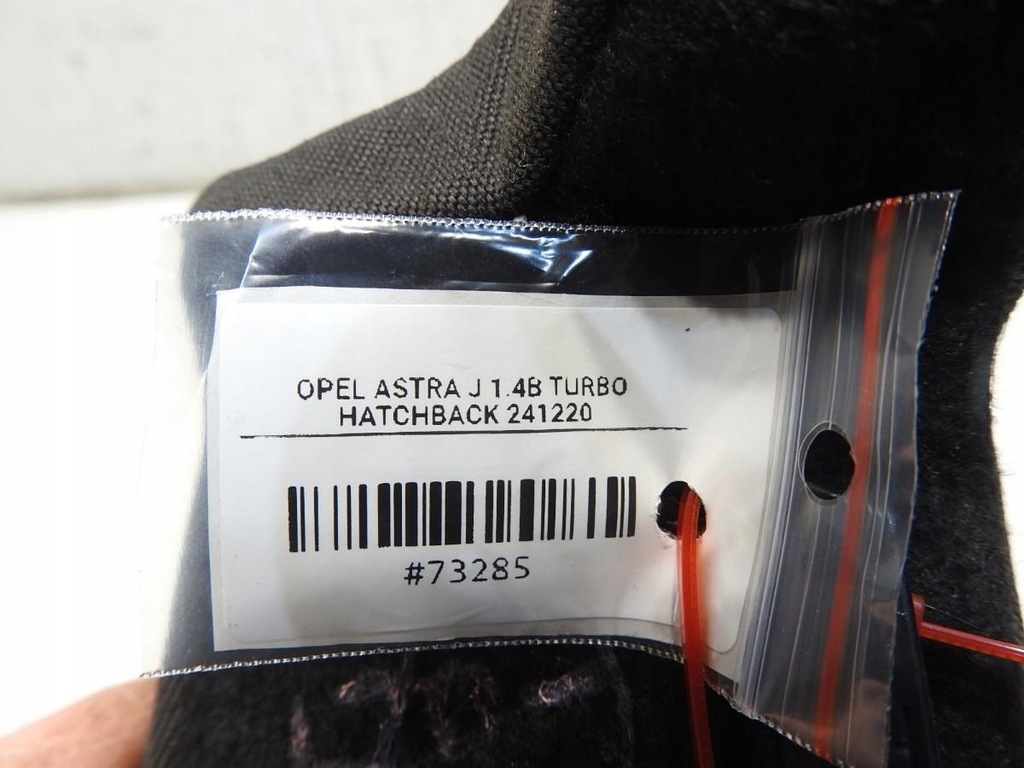 OPEL ASTRA J 1.4B TURBO
HATCHBACK 241220
#73285